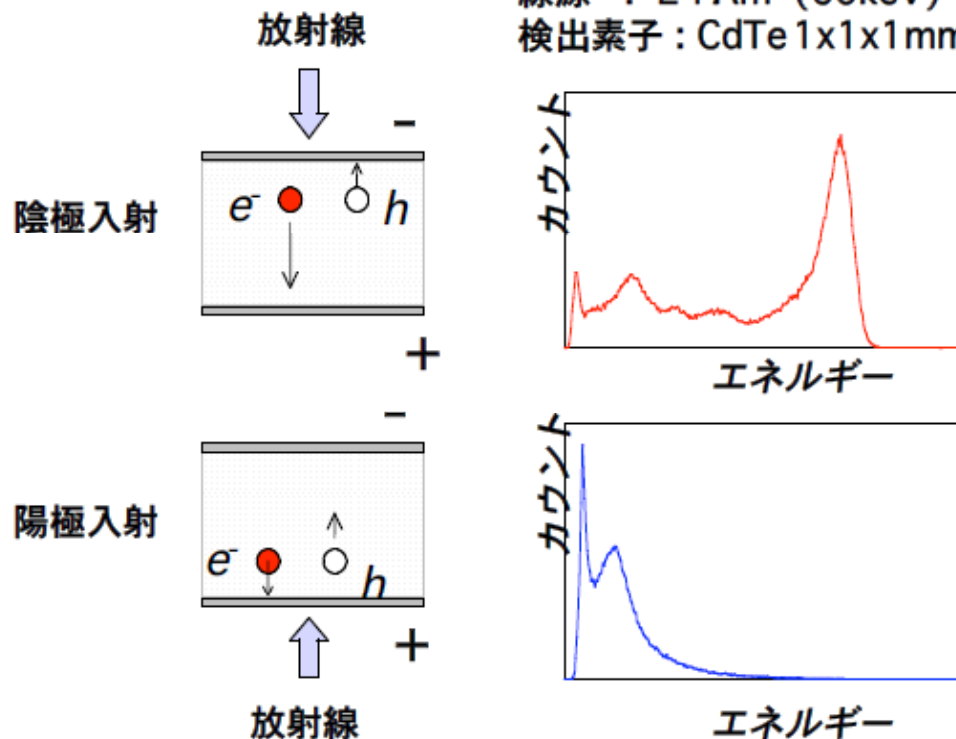 放射線
検出素子 : CdTe 1x1x1mm
−
カウント
e⁻
h
陰極入射
+
エネルギー
−
カウント
陽極入射
e⁻
h
+
放射線
エネルギー